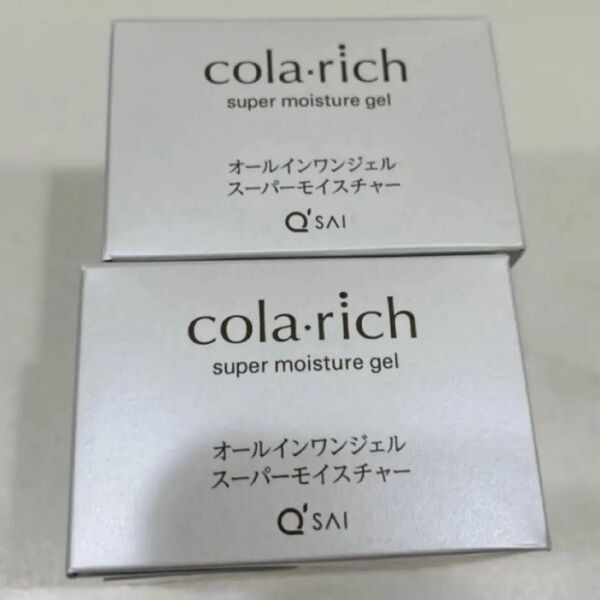 cola・rich
super moisture gel
オールインワンジェル
スーパーモイスチャー
Q'SAI
cola・rich
super moisture gel
オールインワンジェル
スーパーモイスチャー
Q'SAI